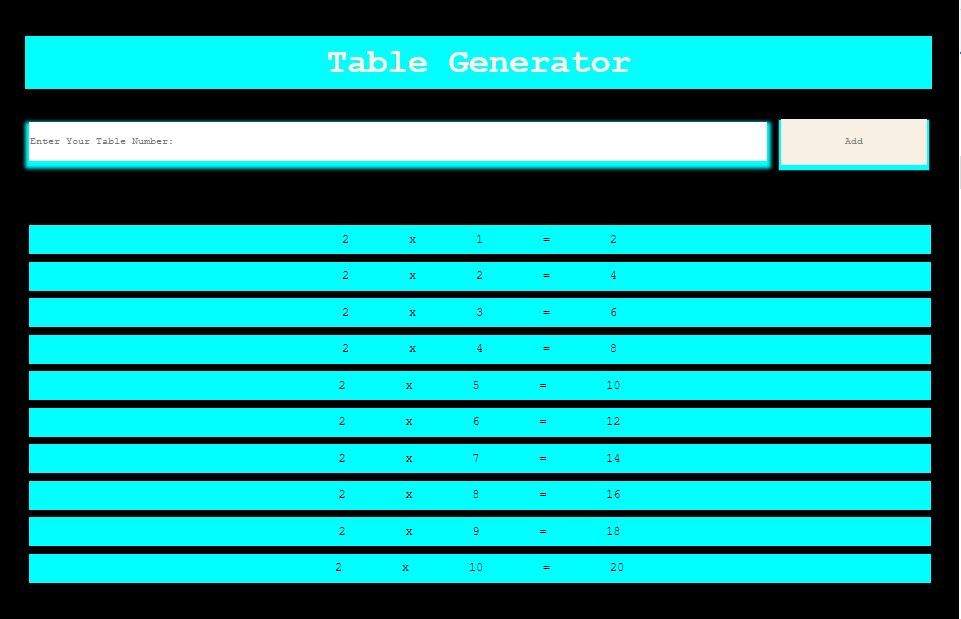 Table Generator
Enter Your Table Number:
Add
2 x 1 = 2
2 x 2 = 4
2 x 3 = 6
2 x 4 = 8
2 x 5 = 10
2 x 6 = 12
2 x 7 = 14
2 x 8 = 16
2 x 9 = 18
2 x 10 = 20